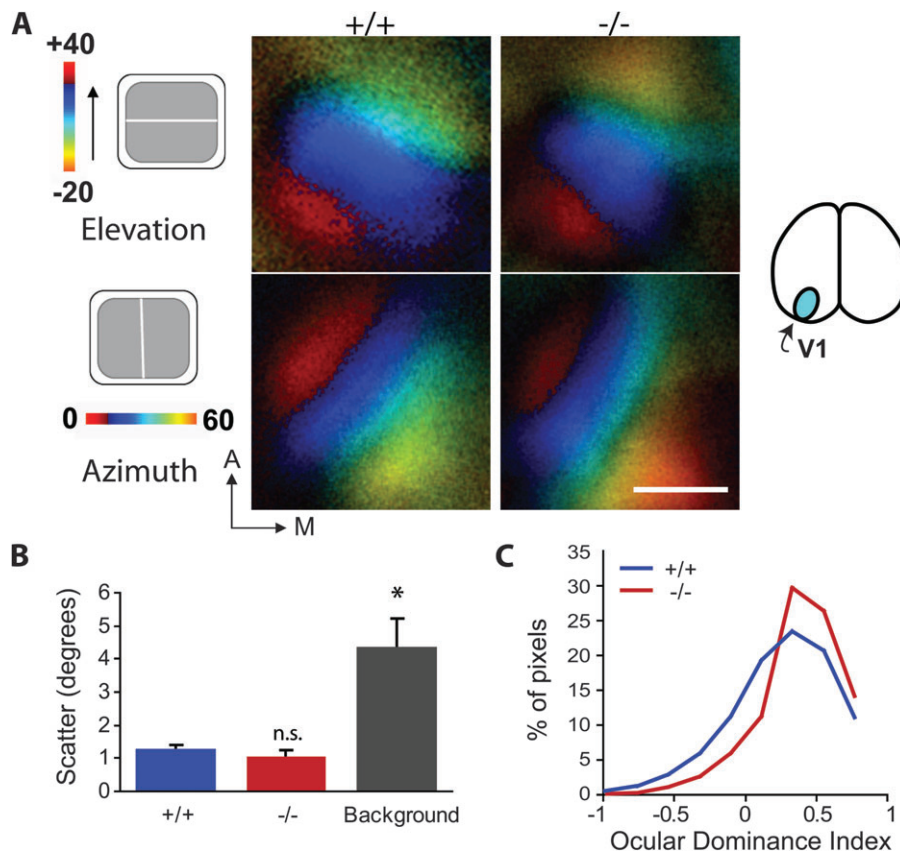 A
+/+
-/-
+40
-20
Elevation
V1
0
60
Azimuth
A
M
B
Scatter (degrees)
6
5
4
3
2
1
0
n.s.
*
+/+
-/-
Background
C
+/+
-/-
% of pixels
35
30
25
20
15
10
5
0
-1
-0.5
0
0.5
1
Ocular Dominance Index